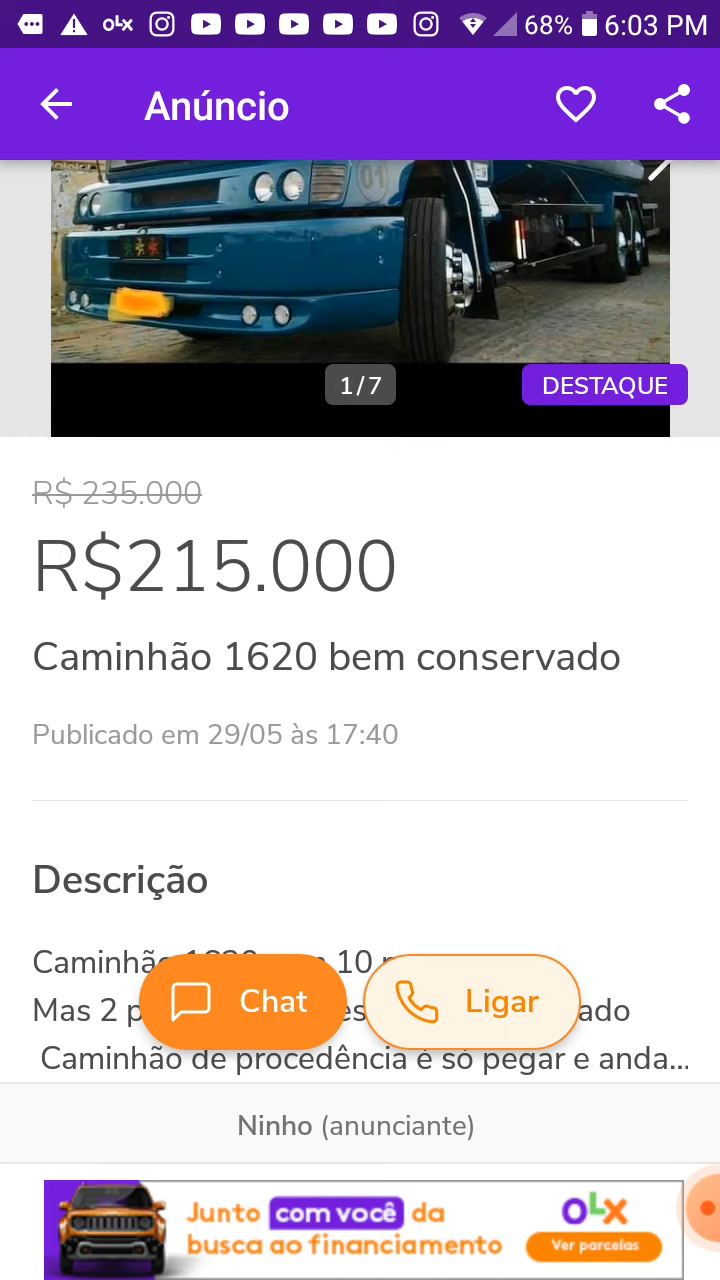 olx 68% 6:03 PM
Anúncio
01
1/7
DESTAQUE
R$ 235.000
R$215.000
Caminhão 1620 bem conservado
Publicado em 29/05 às 17:40
Descrição
Caminhão 10
Mas 2
Chat
Ligar
Caminhão de procedência é só pegar e anda...
Ninho (anunciante)
Junto com você da
busca ao financiamento
OLX
Ver parcelas